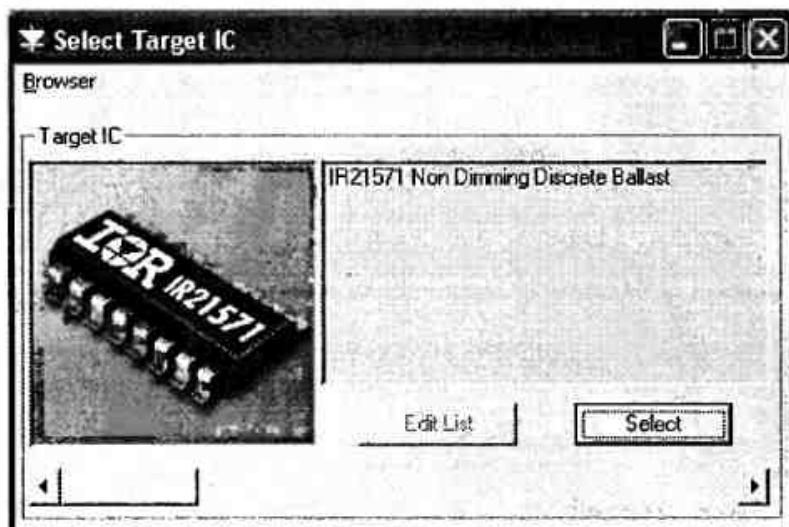 Select Target IC
Browser
Target IC
IR21571 Non Dimming Discrete Ballast
IOR IR21571
Edit List
Select